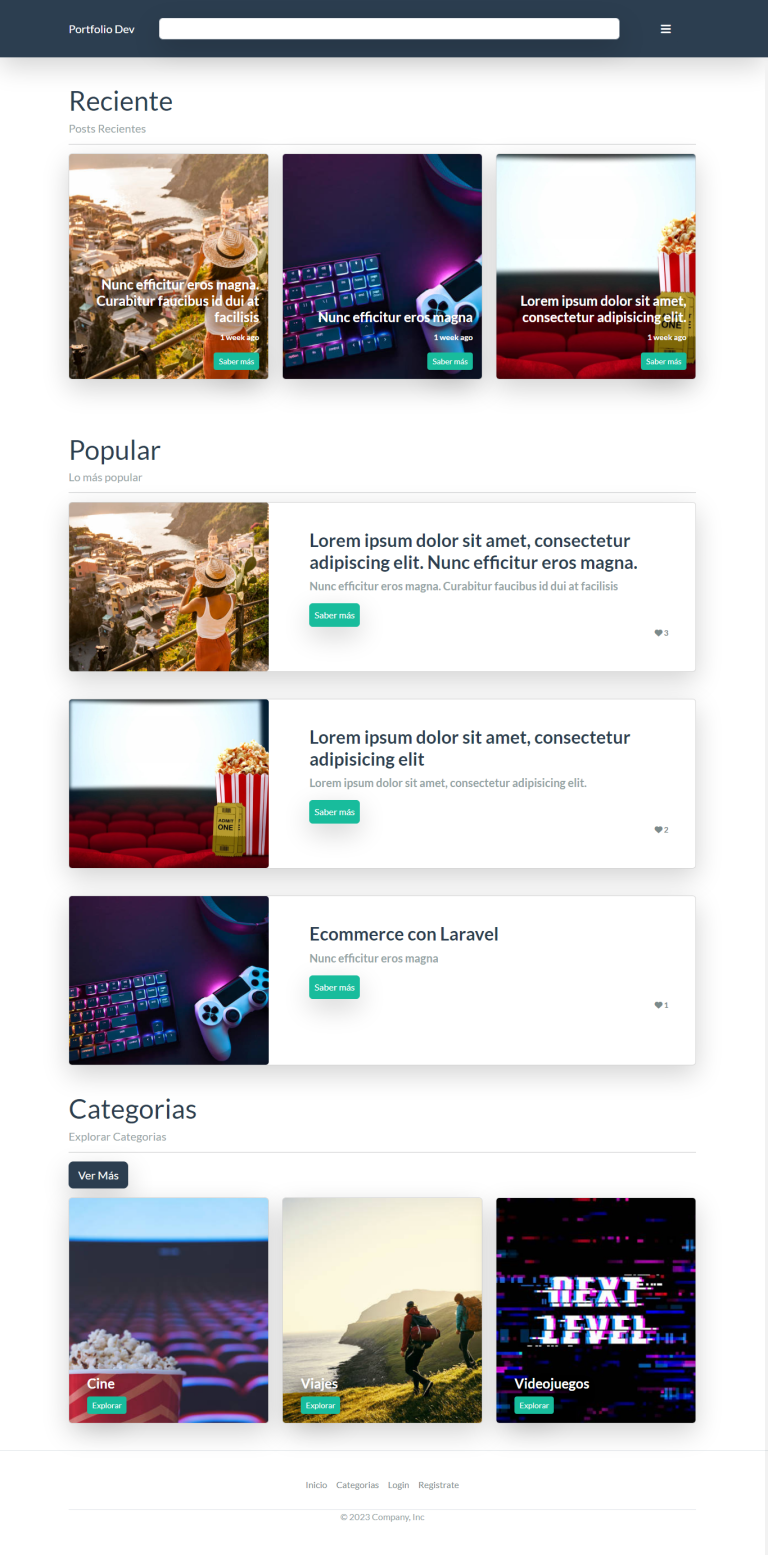 Portfolio Dev
Reciente
Posts Recientes
Nunc efficitur eros magna.
Curabitur faucibus id dui at
facilisis
1 week ago
Saber más
Nunc efficitur eros magna
1 week ago
Saber más
Lorem ipsum dolor sit amet,
consectetur adipisicing elit.
ONE
1 week ago
Saber más
Popular
Lo más popular
Lorem ipsum dolor sit amet, consectetur
adipiscing elit. Nunc efficitur eros magna.
Nunc efficitur eros magna. Curabitur faucibus id dui at facilisis
Saber más
3
ADMIT
ONE
Lorem ipsum dolor sit amet, consectetur
adipisicing elit
Lorem ipsum dolor sit amet, consectetur adipisicing elit.
Saber más
2
Ecommerce con Laravel
Nunc efficitur eros magna
Saber más
1
Categorias
Explorar Categorias
Ver Más
Cine
Explorar
Viajes
Explorar
NEXT
LEVEL
Videojuegos
Explorar
Inicio Categorias Login Registrate
© 2023 Company, Inc